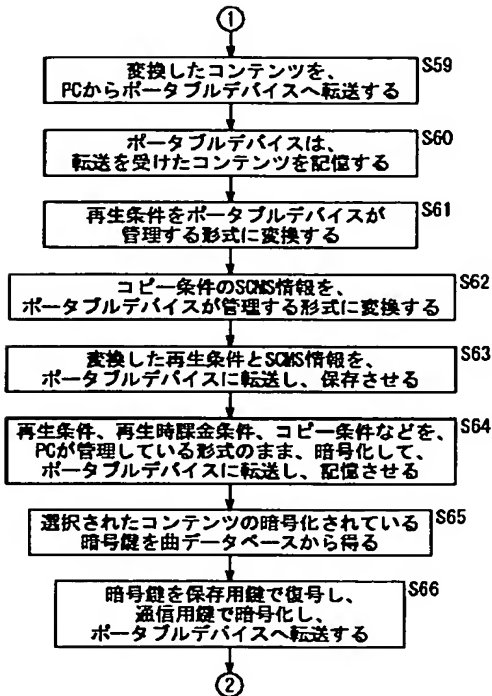 ①
変換したコンテンツを、
PCからポータブルデバイスへ転送する
S59
ポータブルデバイスは、
転送を受けたコンテンツを記憶する
S60
再生条件をポータブルデバイスが
管理する形式に変換する
S61
コピー条件のSCMS情報を、
ポータブルデバイスが管理する形式に変換する
S62
変換した再生条件とSCMS情報を、
ポータブルデバイスに転送し、保存させる
S63
再生条件、再生時課金条件、コピー条件などを、
PCが管理している形式のまま、暗号化して、
ポータブルデバイスに転送し、記憶させる
S64
選択されたコンテンツの暗号化されている
暗号鍵を曲データベースから得る
S65
暗号鍵を保存用鍵で復号し、
通信用鍵で暗号化し、
ポータブルデバイスへ転送する
S66
②